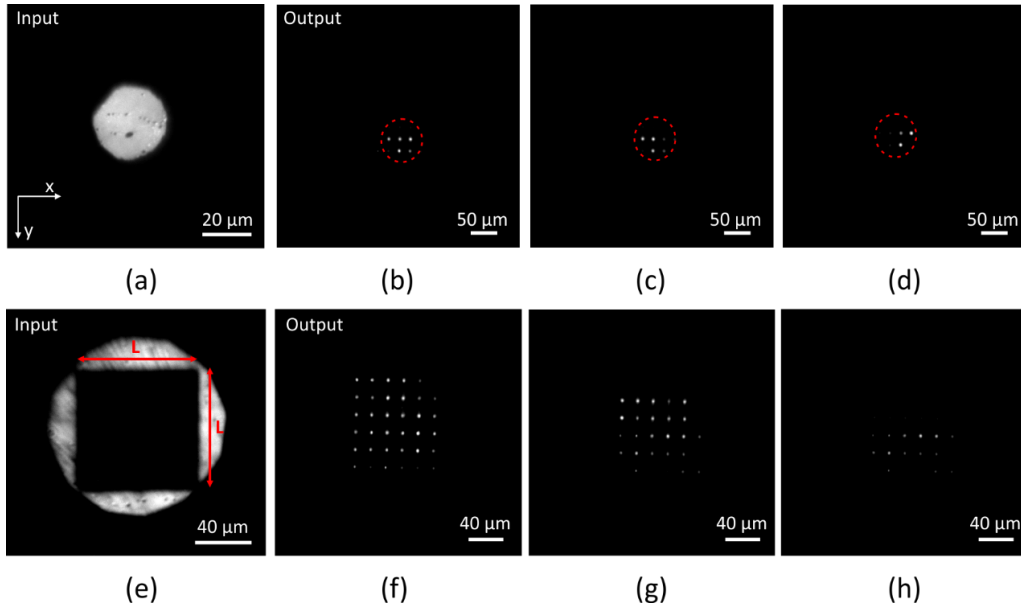 Input
x
y
20 μm
(a)
Output
50 μm
(b)
50 μm
(c)
50 μm
(d)
Input
L
L
40 μm
(e)
Output
40 μm
(f)
40 μm
(g)
40 μm
(h)